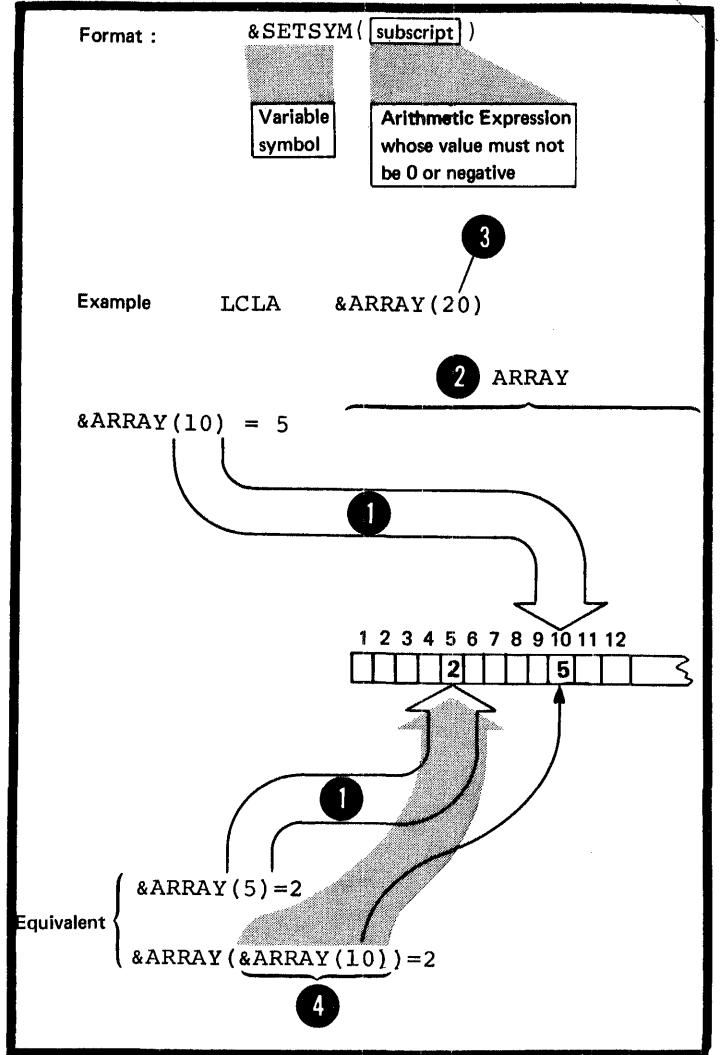 Format : &SETSYM( subscript )
Variable symbol
Arithmetic Expression whose value must not be 0 or negative
3
Example LCLA &ARRAY(20)
2 ARRAY
&ARRAY(10) = 5
1
1 2 3 4 5 6 7 8 9 10 11 12
2 5
1
&ARRAY(5)=2
Equivalent
&ARRAY(&ARRAY(10))=2
4